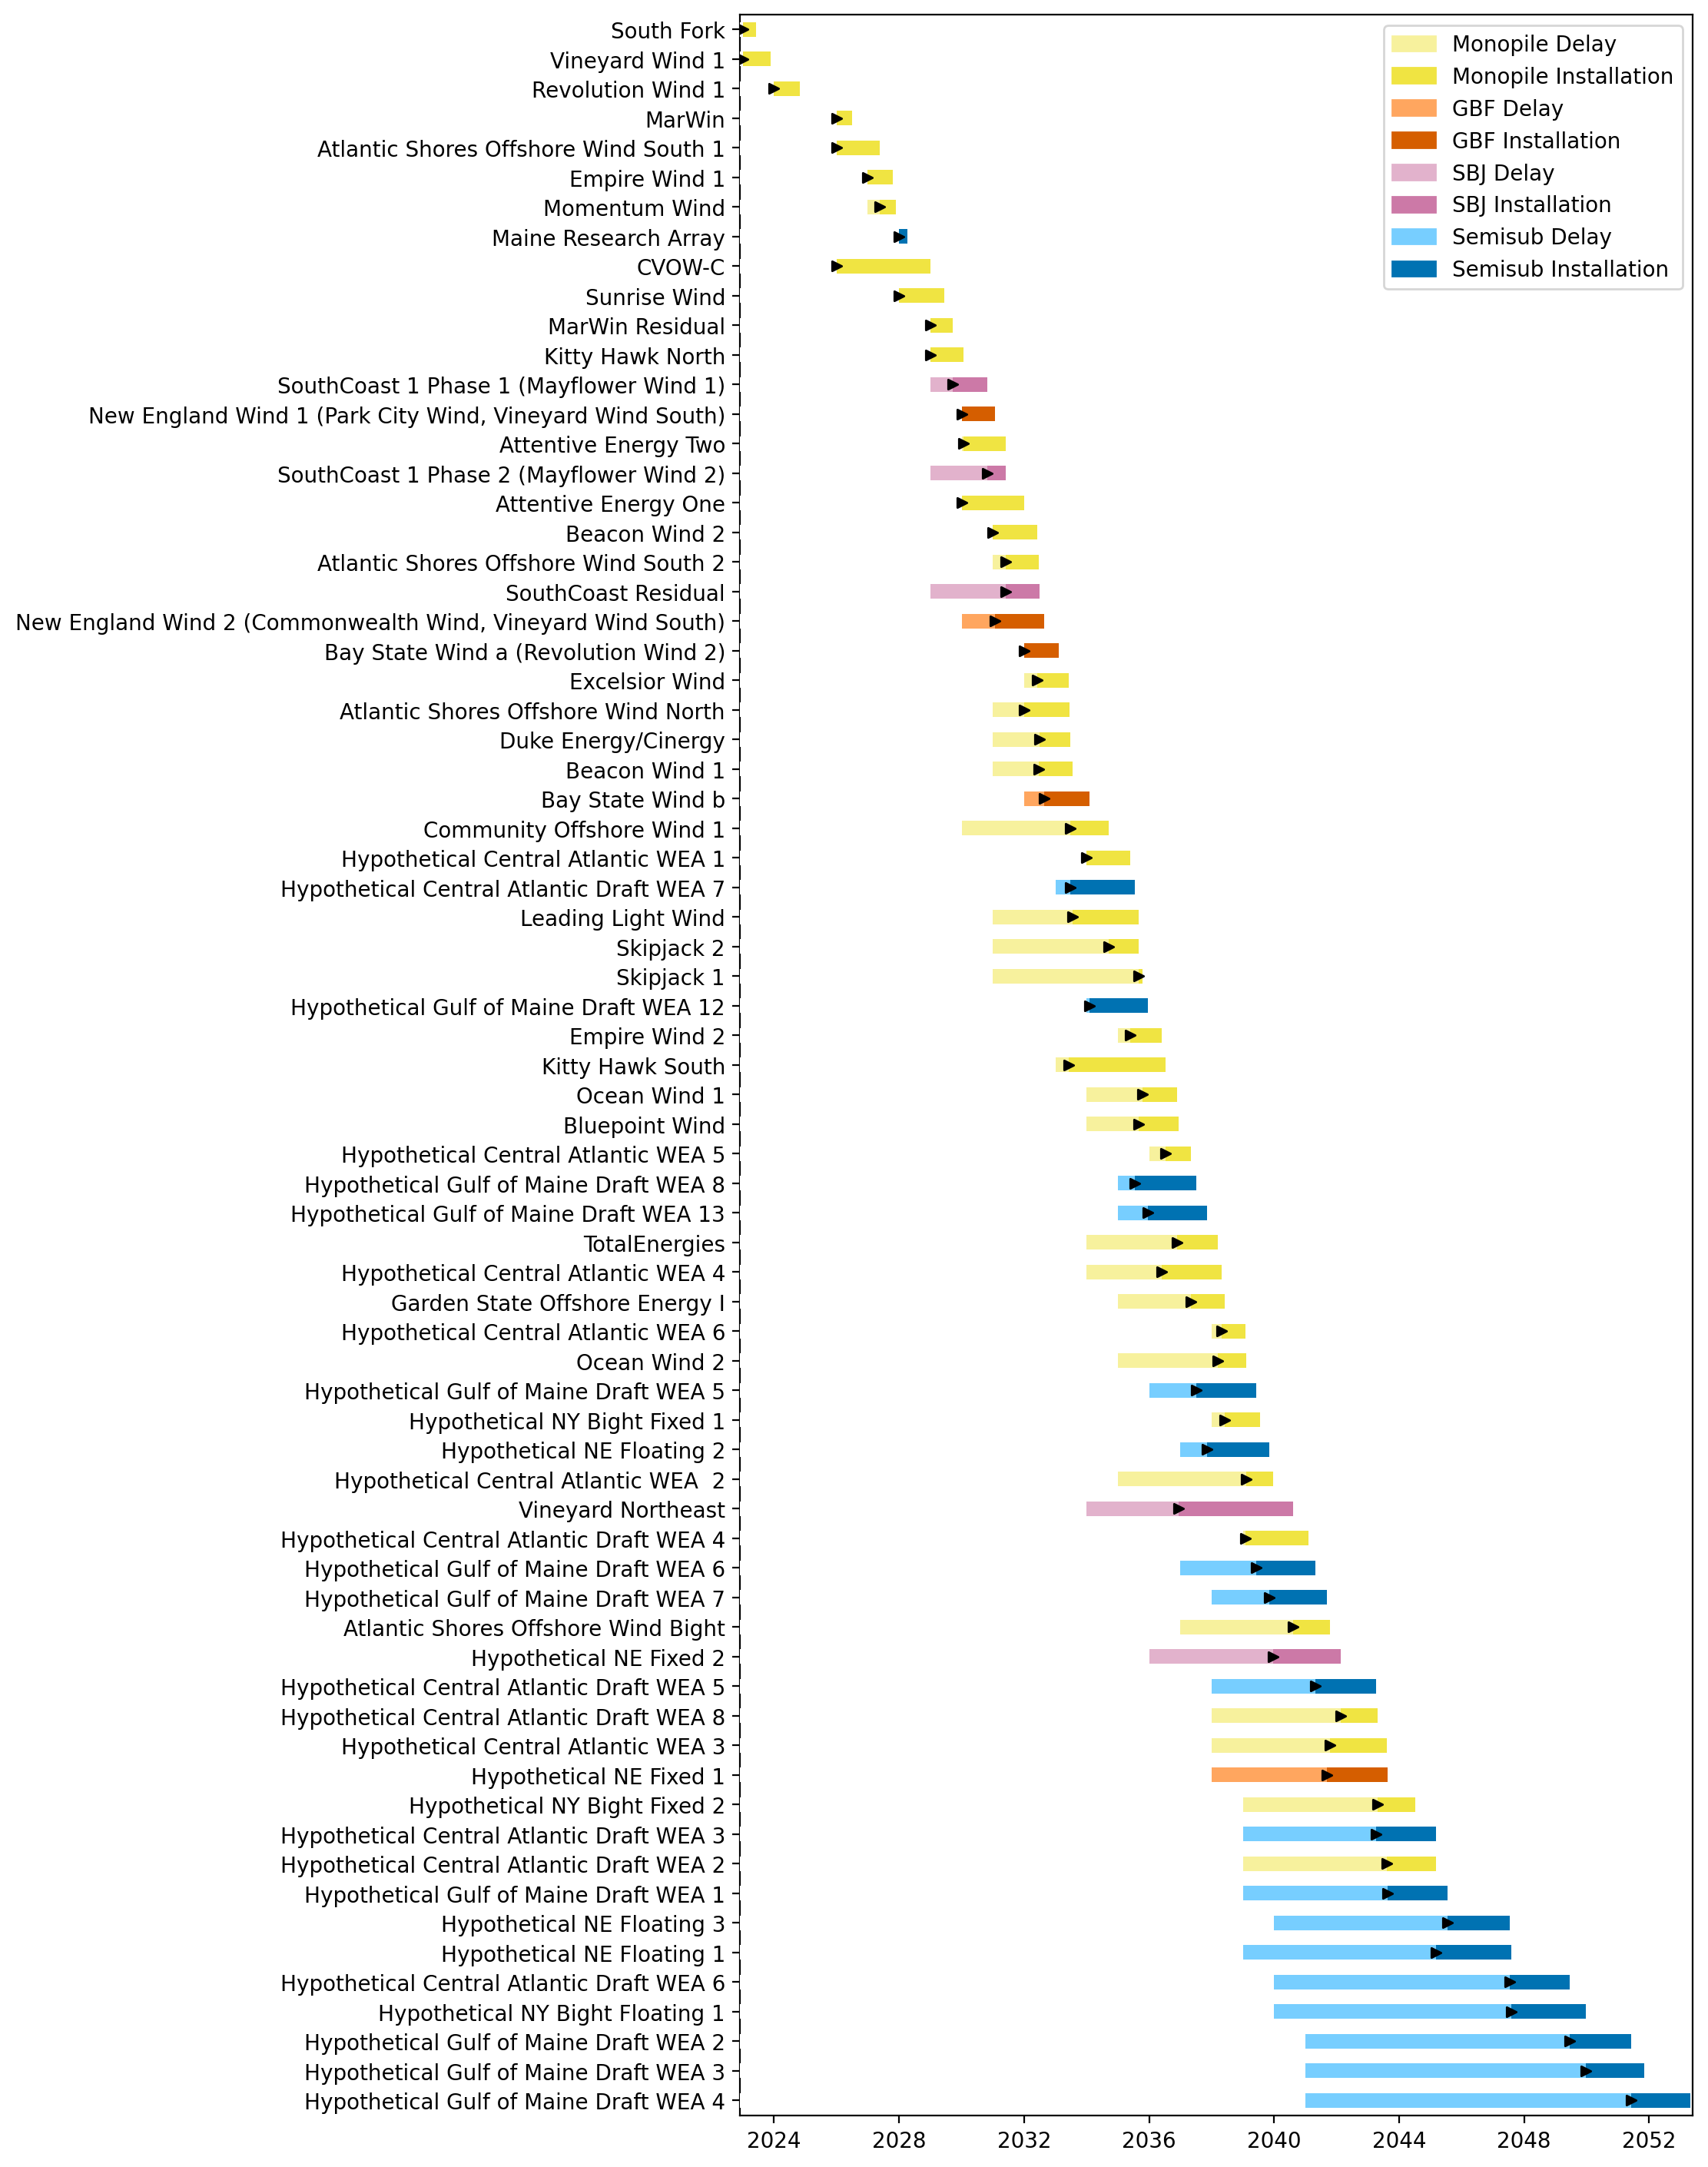 South Fork
Vineyard Wind 1
Revolution Wind 1
MarWin
Atlantic Shores Offshore Wind South 1
Empire Wind 1
Momentum Wind
Maine Research Array
CVOW-C
Sunrise Wind
MarWin Residual
Kitty Hawk North
SouthCoast 1 Phase 1 (Mayflower Wind 1)
New England Wind 1 (Park City Wind, Vineyard Wind South)
Attentive Energy Two
SouthCoast 1 Phase 2 (Mayflower Wind 2)
Attentive Energy One
Beacon Wind 2
Atlantic Shores Offshore Wind South 2
SouthCoast Residual
New England Wind 2 (Commonwealth Wind, Vineyard Wind South)
Bay State Wind a (Revolution Wind 2)
Excelsior Wind
Atlantic Shores Offshore Wind North
Duke Energy/Cinergy
Beacon Wind 1
Bay State Wind b
Community Offshore Wind 1
Hypothetical Central Atlantic WEA 1
Hypothetical Central Atlantic Draft WEA 7
Leading Light Wind
Skipjack 2
Skipjack 1
Hypothetical Gulf of Maine Draft WEA 12
Empire Wind 2
Kitty Hawk South
Ocean Wind 1
Bluepoint Wind
Hypothetical Central Atlantic WEA 5
Hypothetical Gulf of Maine Draft WEA 8
Hypothetical Gulf of Maine Draft WEA 13
TotalEnergies
Hypothetical Central Atlantic WEA 4
Garden State Offshore Energy I
Hypothetical Central Atlantic WEA 6
Ocean Wind 2
Hypothetical Gulf of Maine Draft WEA 5
Hypothetical NY Bight Fixed 1
Hypothetical NE Floating 2
Hypothetical Central Atlantic WEA  2
Vineyard Northeast
Hypothetical Central Atlantic Draft WEA 4
Hypothetical Gulf of Maine Draft WEA 6
Hypothetical Gulf of Maine Draft WEA 7
Atlantic Shores Offshore Wind Bight
Hypothetical NE Fixed 2
Hypothetical Central Atlantic Draft WEA 5
Hypothetical Central Atlantic Draft WEA 8
Hypothetical Central Atlantic WEA 3
Hypothetical NE Fixed 1
Hypothetical NY Bight Fixed 2
Hypothetical Central Atlantic Draft WEA 3
Hypothetical Central Atlantic Draft WEA 2
Hypothetical Gulf of Maine Draft WEA 1
Hypothetical NE Floating 3
Hypothetical NE Floating 1
Hypothetical Central Atlantic Draft WEA 6
Hypothetical NY Bight Floating 1
Hypothetical Gulf of Maine Draft WEA 2
Hypothetical Gulf of Maine Draft WEA 3
Hypothetical Gulf of Maine Draft WEA 4
Monopile Delay
Monopile Installation
GBF Delay
GBF Installation
SBJ Delay
SBJ Installation
Semisub Delay
Semisub Installation
2024 2028 2032 2036 2040 2044 2048 2052